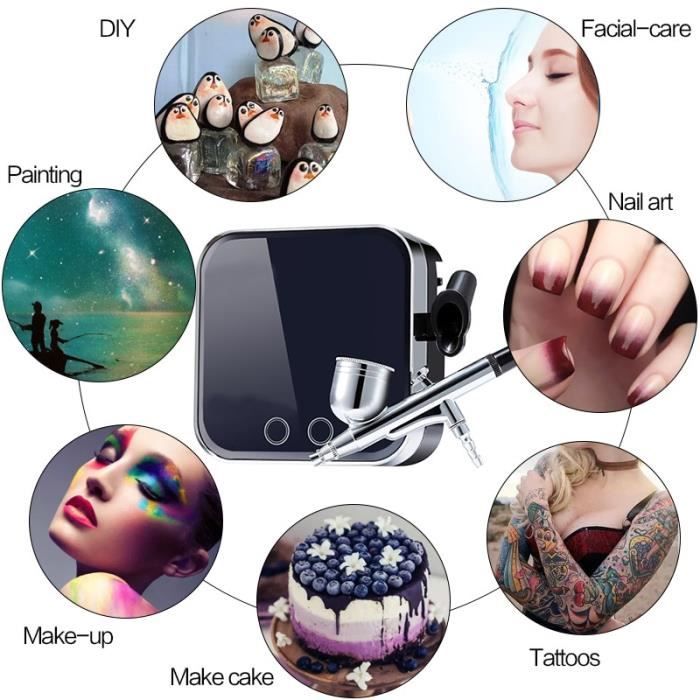 DIY
Facial-care
Painting
Nail art
Make-up
Make cake
Tattoos